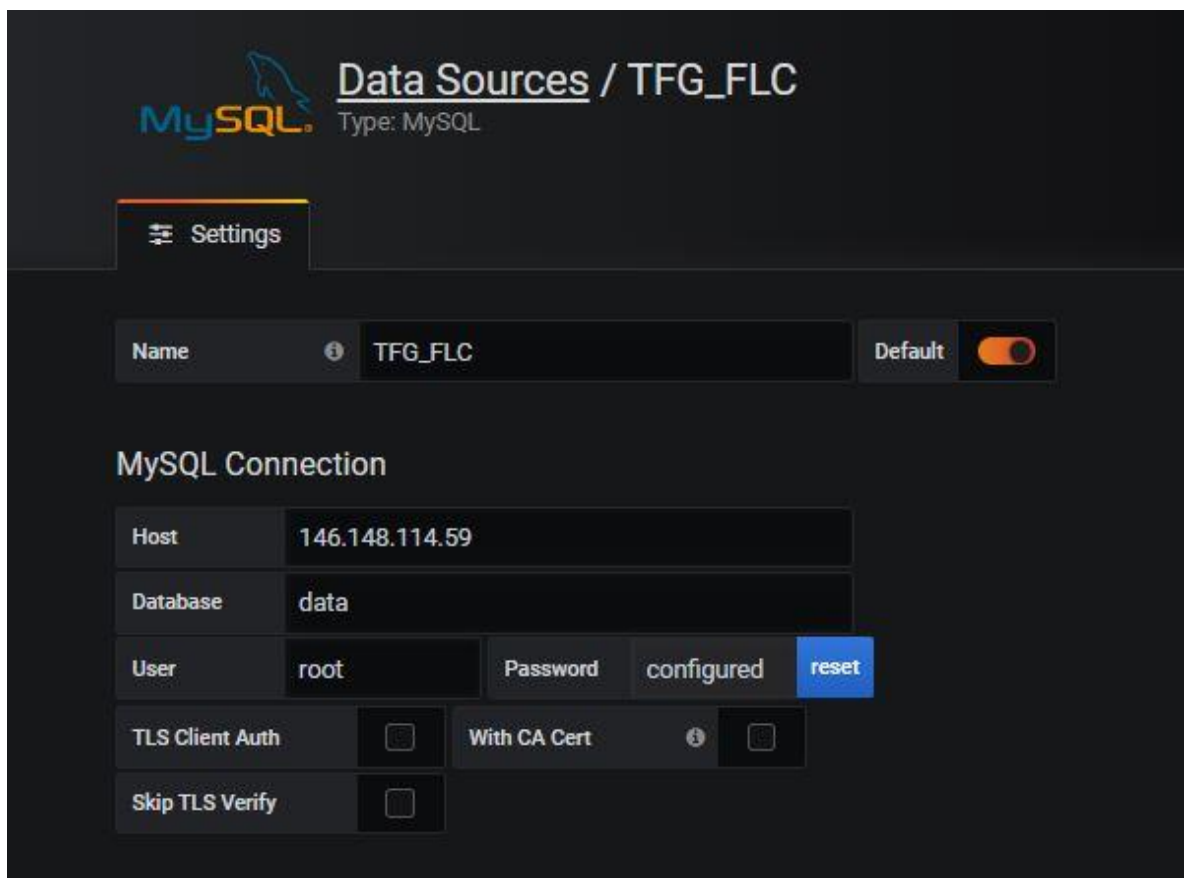 MySQL.
Data Sources / TFG_FLC
Type: MySQL
Settings
Name TFG_FLC Default
MySQL Connection
Host 146.148.114.59
Database data
User root Password configured reset
TLS Client Auth With CA Cert
Skip TLS Verify